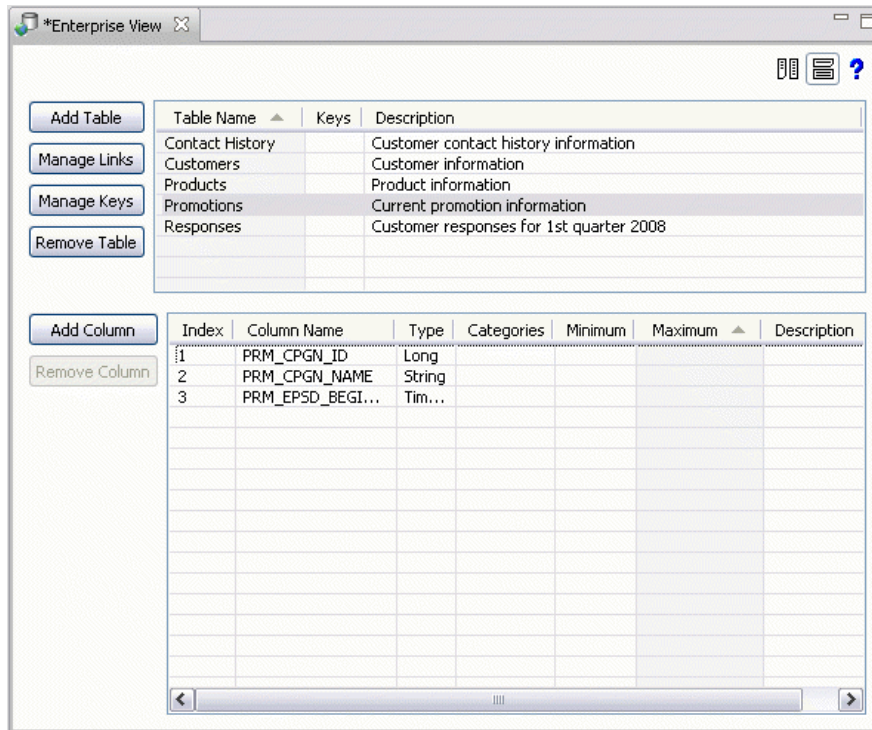 *Enterprise View
?
Add Table
Manage Links
Manage Keys
Remove Table
Table Name Keys Description
Contact History Customer contact history information
Customers Customer information
Products Product information
Promotions Current promotion information
Responses Customer responses for 1st quarter 2008
Add Column
Remove Column
Index Column Name Type Categories Minimum Maximum Description
1 PRM_CPGN_ID Long
2 PRM_CPGN_NAME String
3 PRM_EPSD_BEGI... Tim...